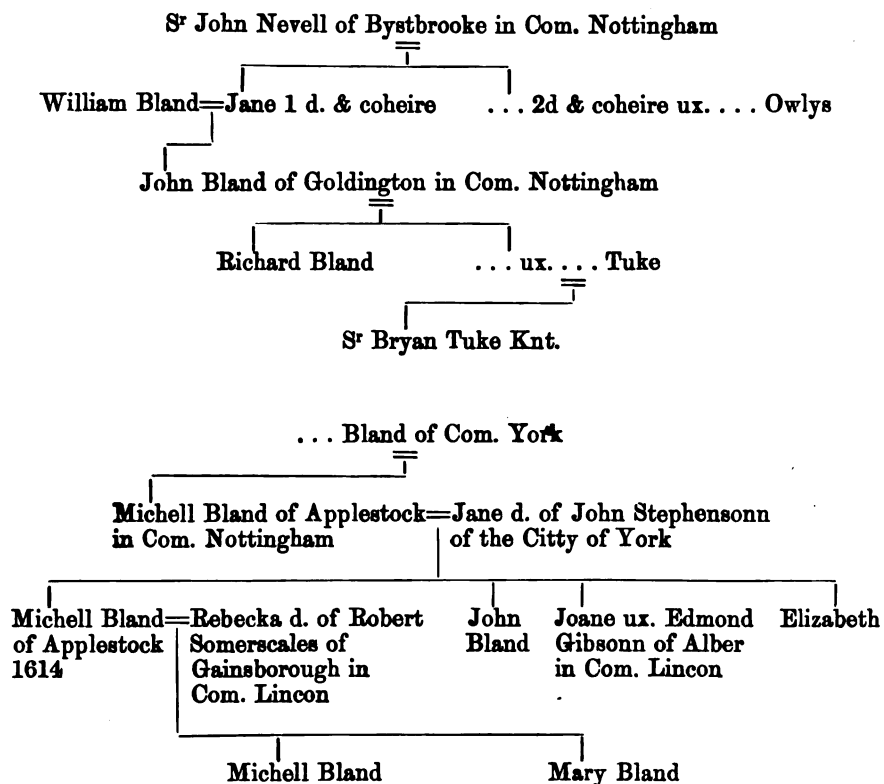 Sʳ John Nevell of Bystbrooke in Com. Nottingham
William Bland=Jane 1 d. & coheire ... 2d & coheire ux. ... . Owlys
John Bland of Goldington in Com. Nottingham
Richard Bland ... ux. ... . Tuke
Sʳ Bryan Tuke Knt.
... Bland of Com. York
Michell Bland of Applestock=Jane d. of John Stephensonn
in Com. Nottingham of the Citty of York
Michell Bland=Rebecka d. of Robert John Joane ux. Edmond Elizabeth
of Applestock Somerscales of Bland Gibsonn of Alber
1614 Gainsborough in in Com. Lincon
Com. Lincon
Michell Bland Mary Bland